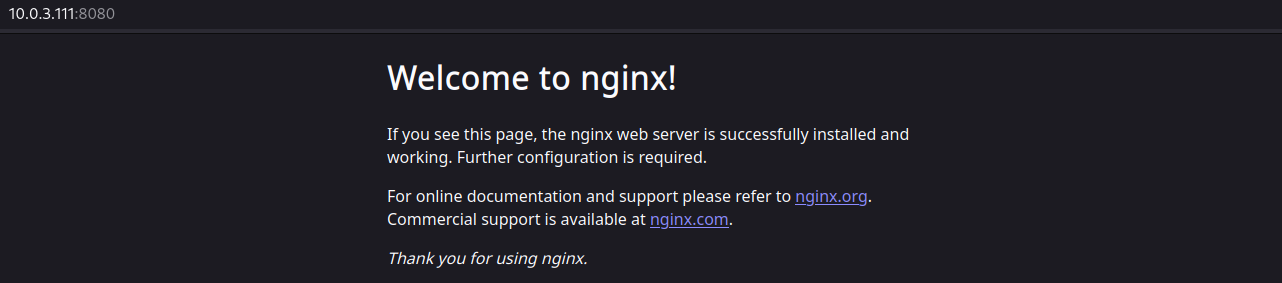 10.0.3.111:8080
Welcome to nginx!
If you see this page, the nginx web server is successfully installed and
working. Further configuration is required.
For online documentation and support please refer to nginx.org.
Commercial support is available at nginx.com.
Thank you for using nginx.